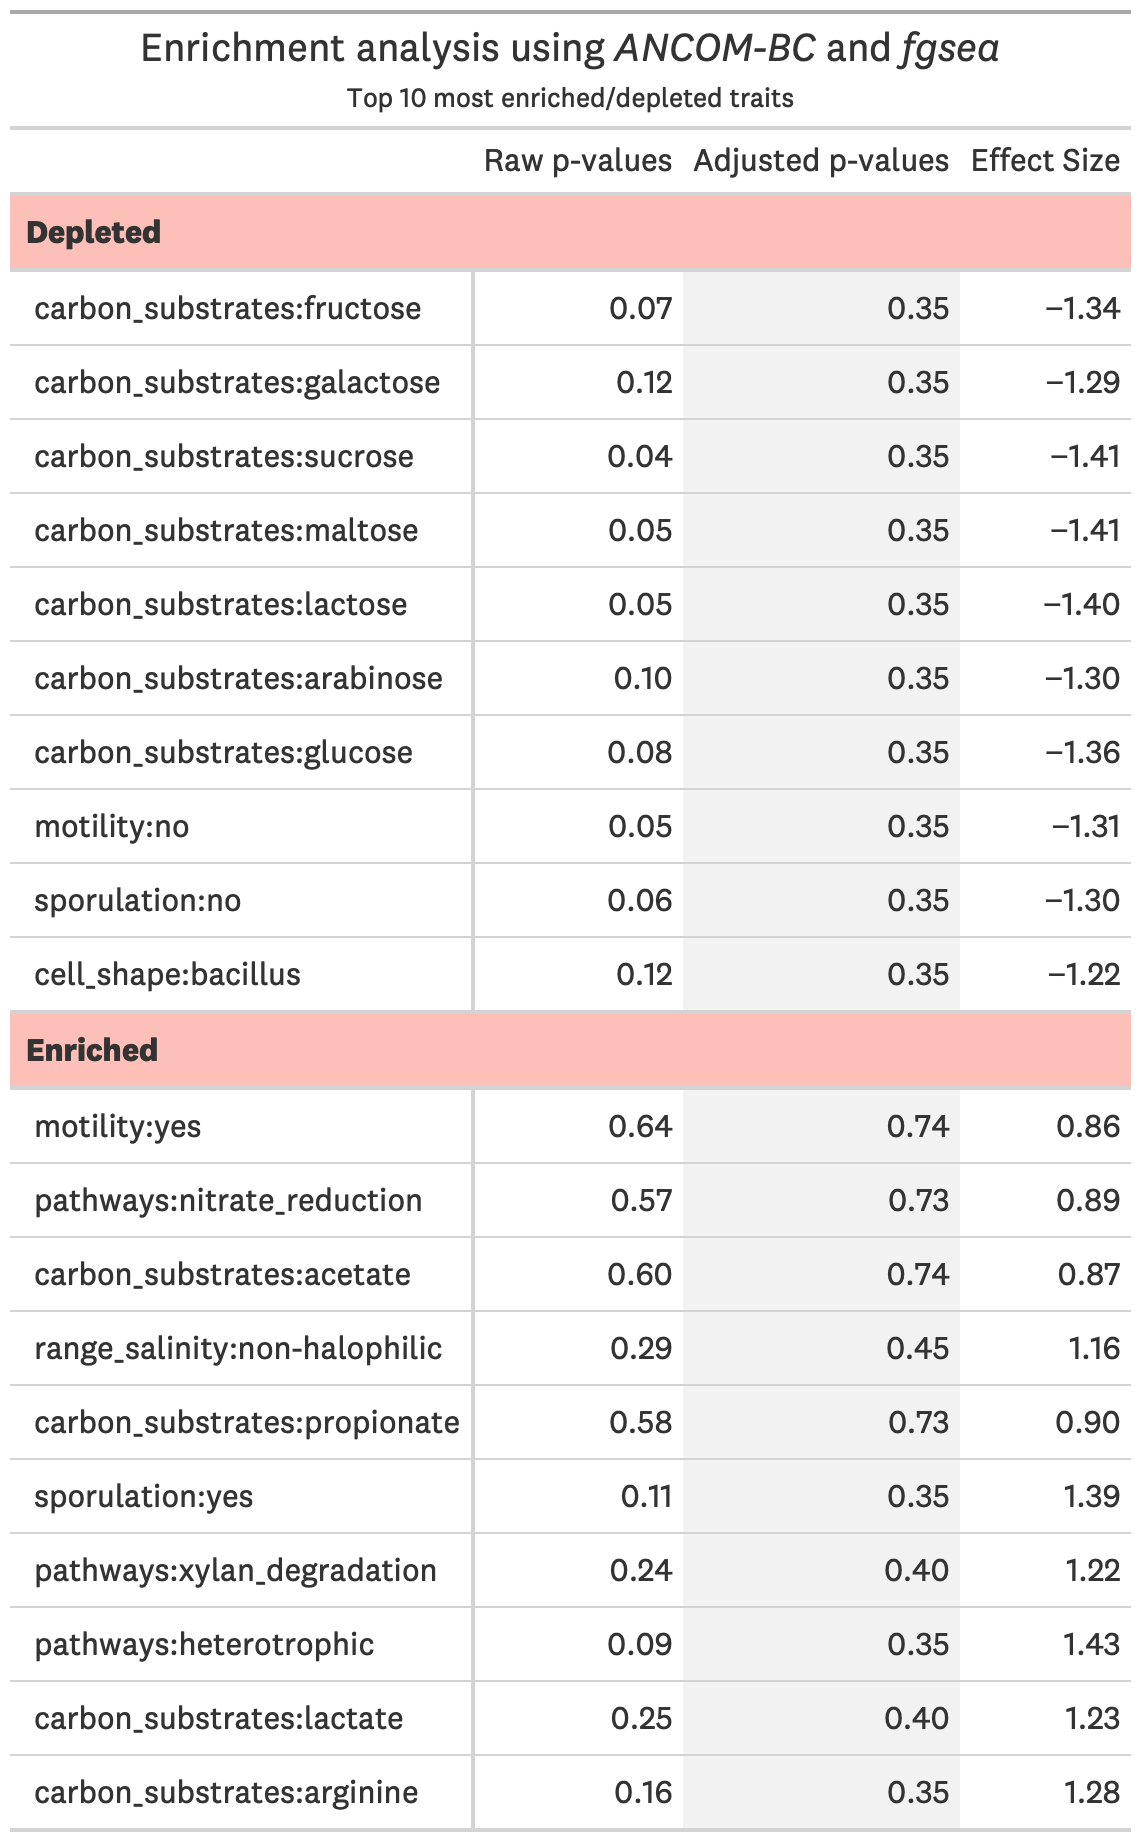 Enrichment analysis using ANCOM-BC and fgsea
Top 10 most enriched/depleted traits
Raw p-values Adjusted p-values Effect Size
Depleted
carbon_substrates:fructose 0.07 0.35 −1.34
carbon_substrates:galactose 0.12 0.35 −1.29
carbon_substrates:sucrose 0.04 0.35 −1.41
carbon_substrates:maltose 0.05 0.35 −1.41
carbon_substrates:lactose 0.05 0.35 −1.40
carbon_substrates:arabinose 0.10 0.35 −1.30
carbon_substrates:glucose 0.08 0.35 −1.36
motility:no 0.05 0.35 −1.31
sporulation:no 0.06 0.35 −1.30
cell_shape:bacillus 0.12 0.35 −1.22
Enriched
motility:yes 0.64 0.74 0.86
pathways:nitrate_reduction 0.57 0.73 0.89
carbon_substrates:acetate 0.60 0.74 0.87
range_salinity:non-halophilic 0.29 0.45 1.16
carbon_substrates:propionate 0.58 0.73 0.90
sporulation:yes 0.11 0.35 1.39
pathways:xylan_degradation 0.24 0.40 1.22
pathways:heterotrophic 0.09 0.35 1.43
carbon_substrates:lactate 0.25 0.40 1.23
carbon_substrates:arginine 0.16 0.35 1.28